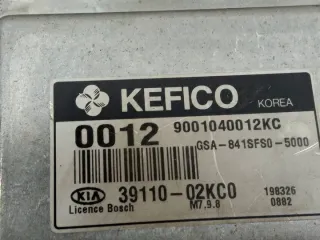 KEFICO KOREA
0012 9001040012KC
GSA-841SFS0-5000
KIA 39110-02KC0 198326
Licence Bosch M7.9.8 0882